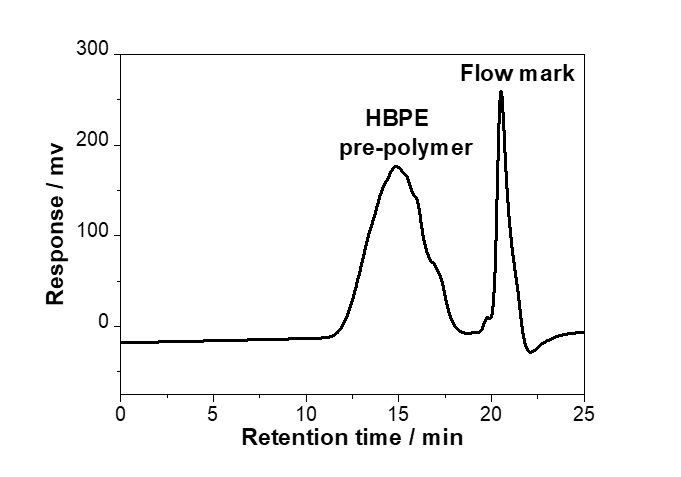 300
Flow mark
HBPE
pre-polymer
200
100
0
Response / mv
0 5 10 15 20 25
Retention time / min